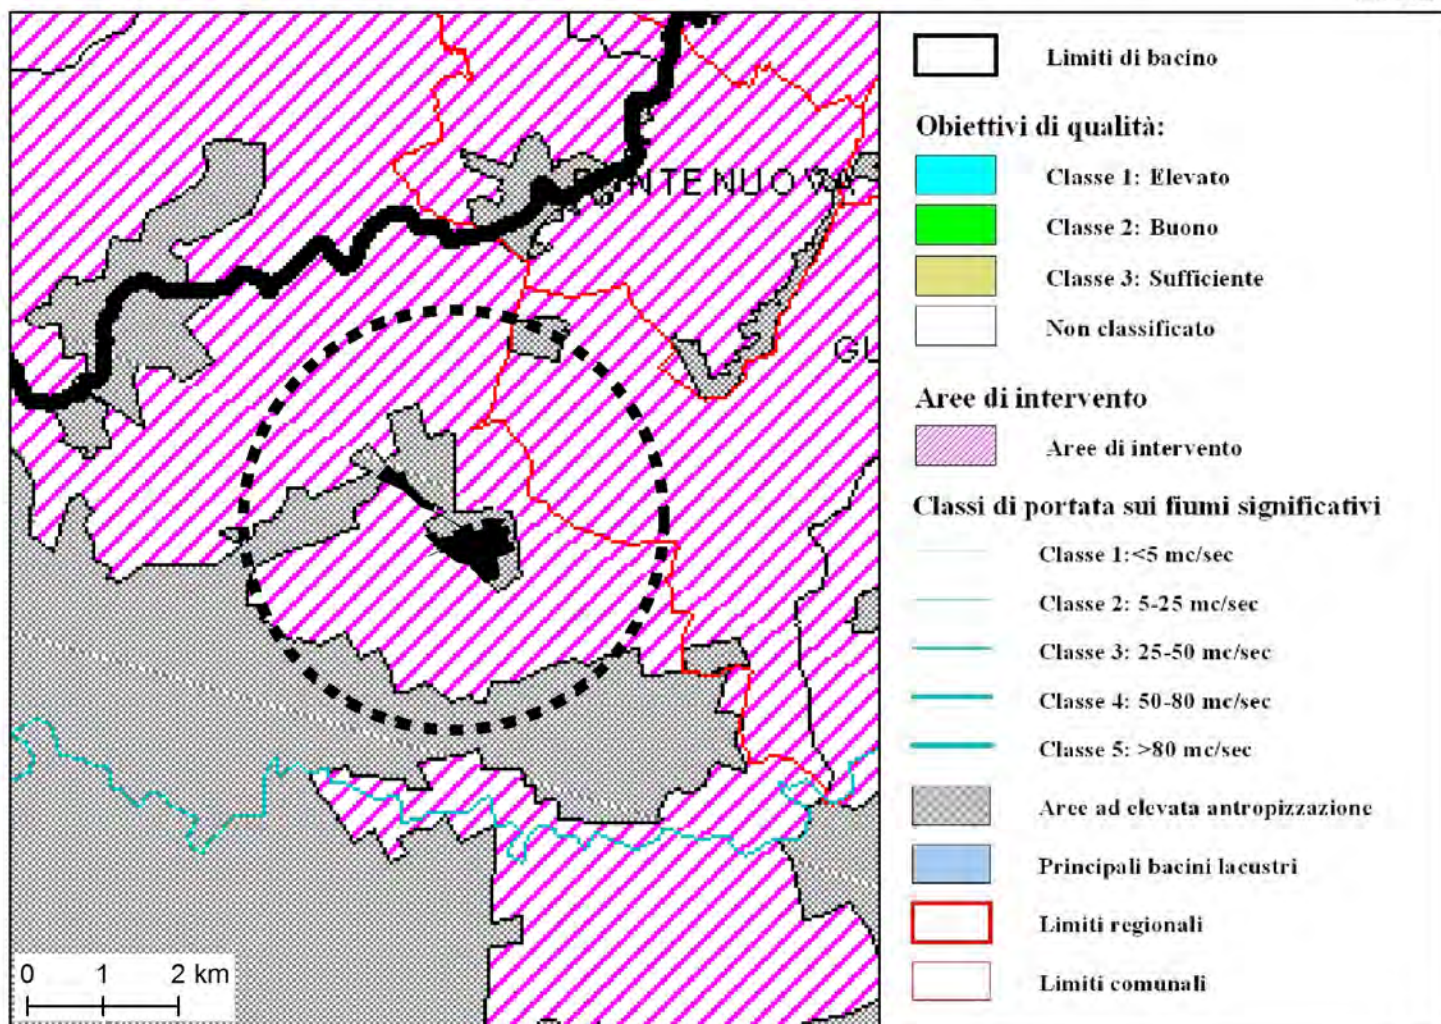 PONTE NUOVA
GU
0 1 2 km
Limiti di bacino
Obiettivi di qualità:
Classe 1: Elevato
Classe 2: Buono
Classe 3: Sufficiente
Non classificato
Aree di intervento
Aree di intervento
Classi di portata sui fiumi significativi
Classe 1:<5 mc/sec
Classe 2: 5-25 mc/sec
Classe 3: 25-50 mc/sec
Classe 4: 50-80 mc/sec
Classe 5: >80 mc/sec
Aree ad elevata antropizzazione
Principali bacini lacustri
Limiti regionali
Limiti comunali